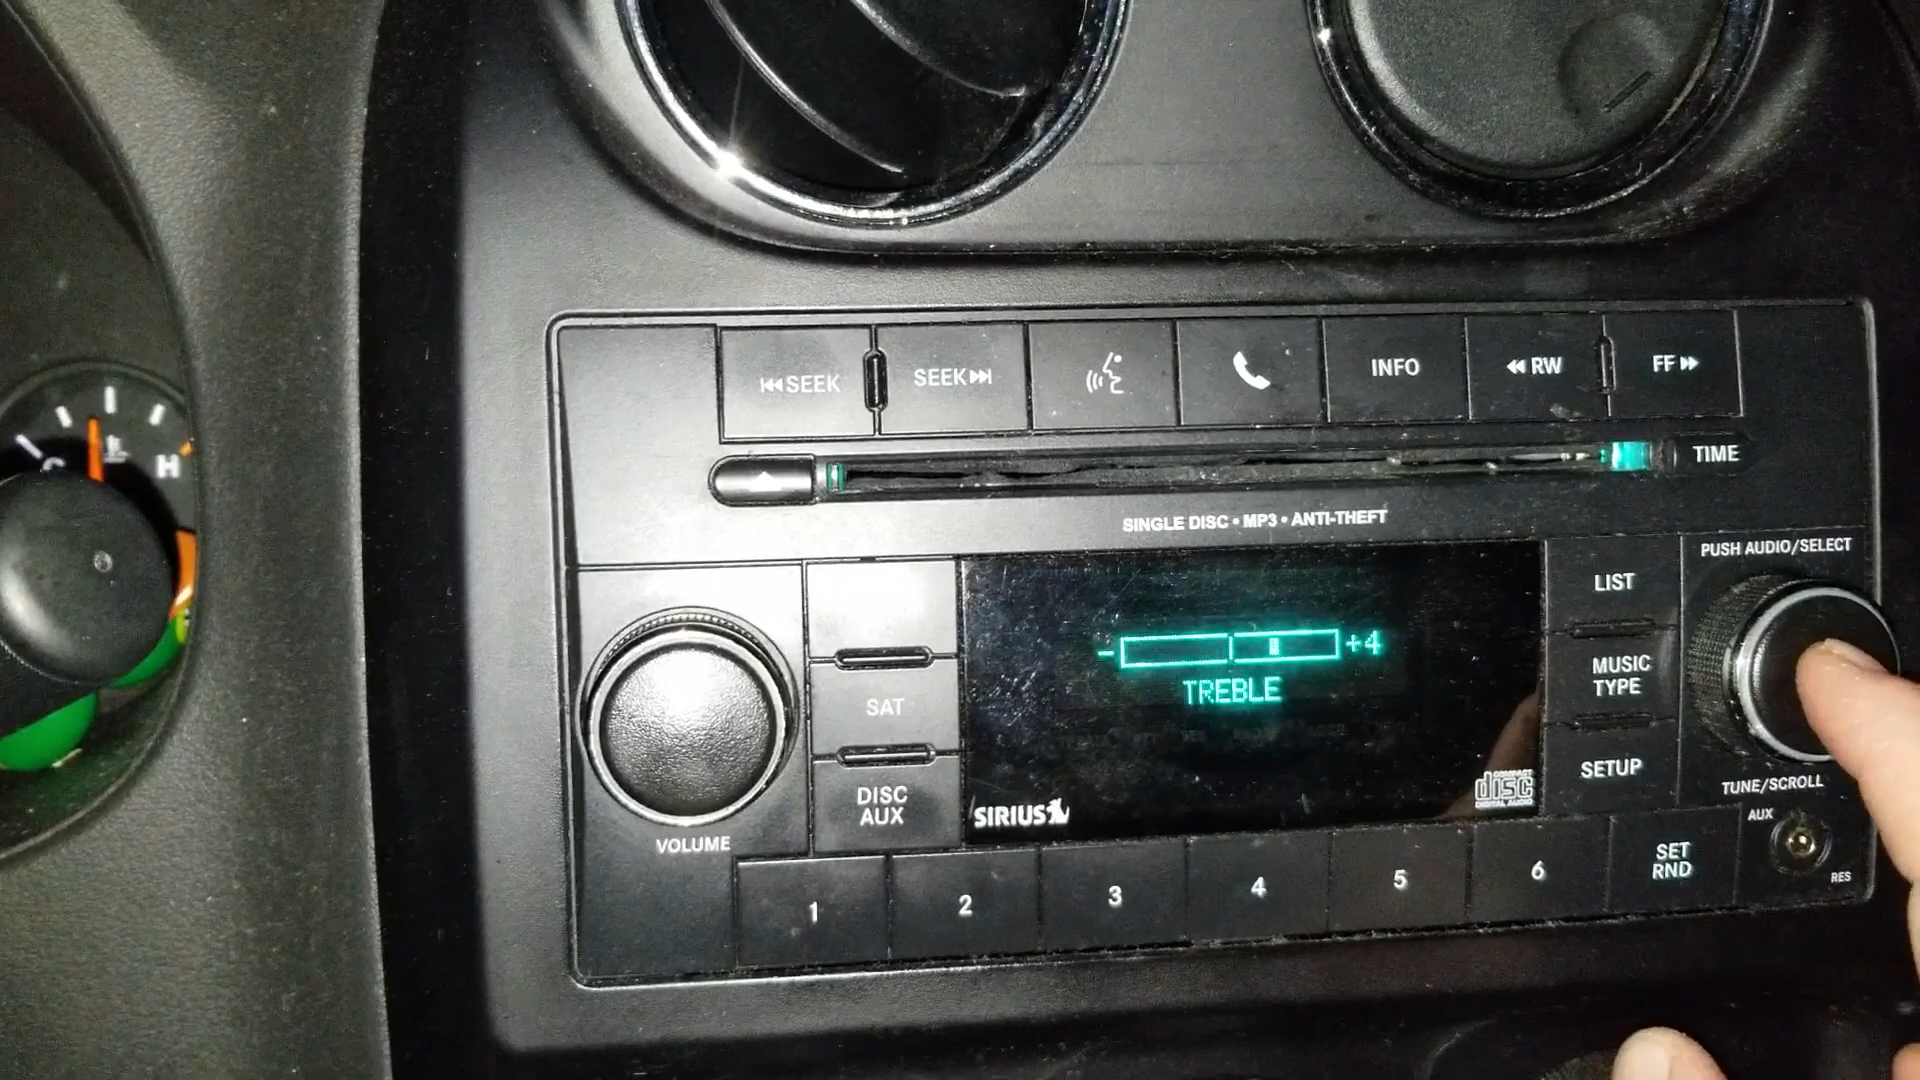 SEEK
SEEK
INFO
RW
FF
TIME
SINGLE DISC • MP3 • ANTI-THEFT
PUSH AUDIO/SELECT
LIST
MUSIC
TYPE
SETUP
SAT
DISC
AUX
- +4
TREBLE
SIRIUS
COMPACT
disc
DIGITAL AUDIO
VOLUME
TUNE/SCROLL
AUX
RES
1
2
3
4
5
6
SET
RND
C
E
H